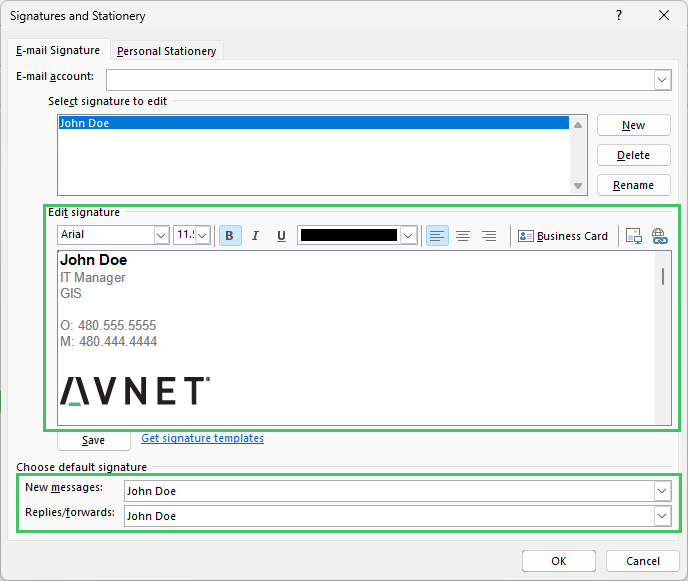 Signatures and Stationery
?
E-mail Signature
Personal Stationery
E-mail account:
Select signature to edit
John Doe
New
Delete
Rename
Edit signature
Arial 11.5 B I U Business Card
John Doe
IT Manager
GIS
O: 480.555.5555
M: 480.444.4444
AVNET
Save
Get signature templates
Choose default signature
New messages: John Doe
Replies/forwards: John Doe
OK
Cancel